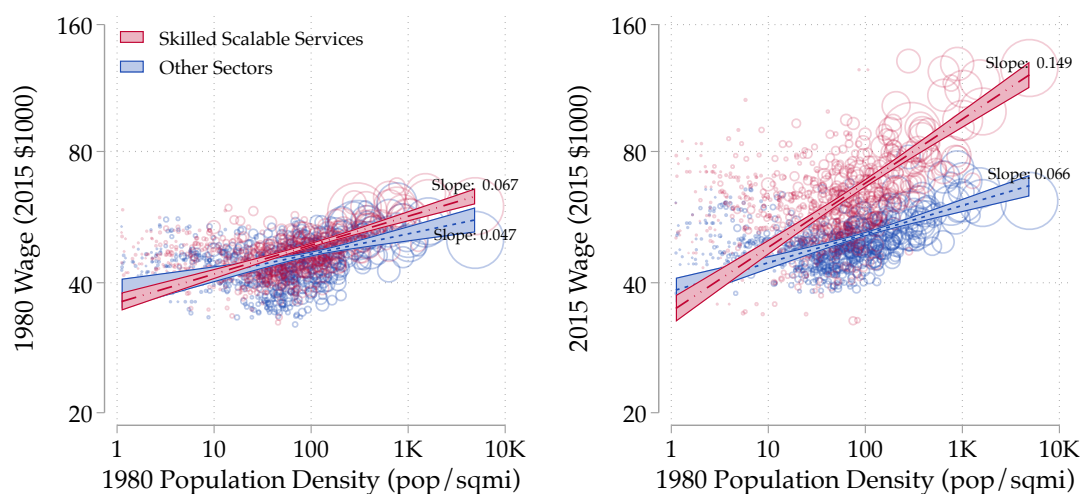 160
80
40
20
1980 Wage (2015 $1000)
Skilled Scalable Services
Other Sectors
Slope: 0.067
Slope: 0.047
1
10
100
1K
10K
1980 Population Density (pop/sqmi)
160
80
40
20
2015 Wage (2015 $1000)
Slope: 0.149
Slope: 0.066
1
10
100
1K
10K
1980 Population Density (pop/sqmi)